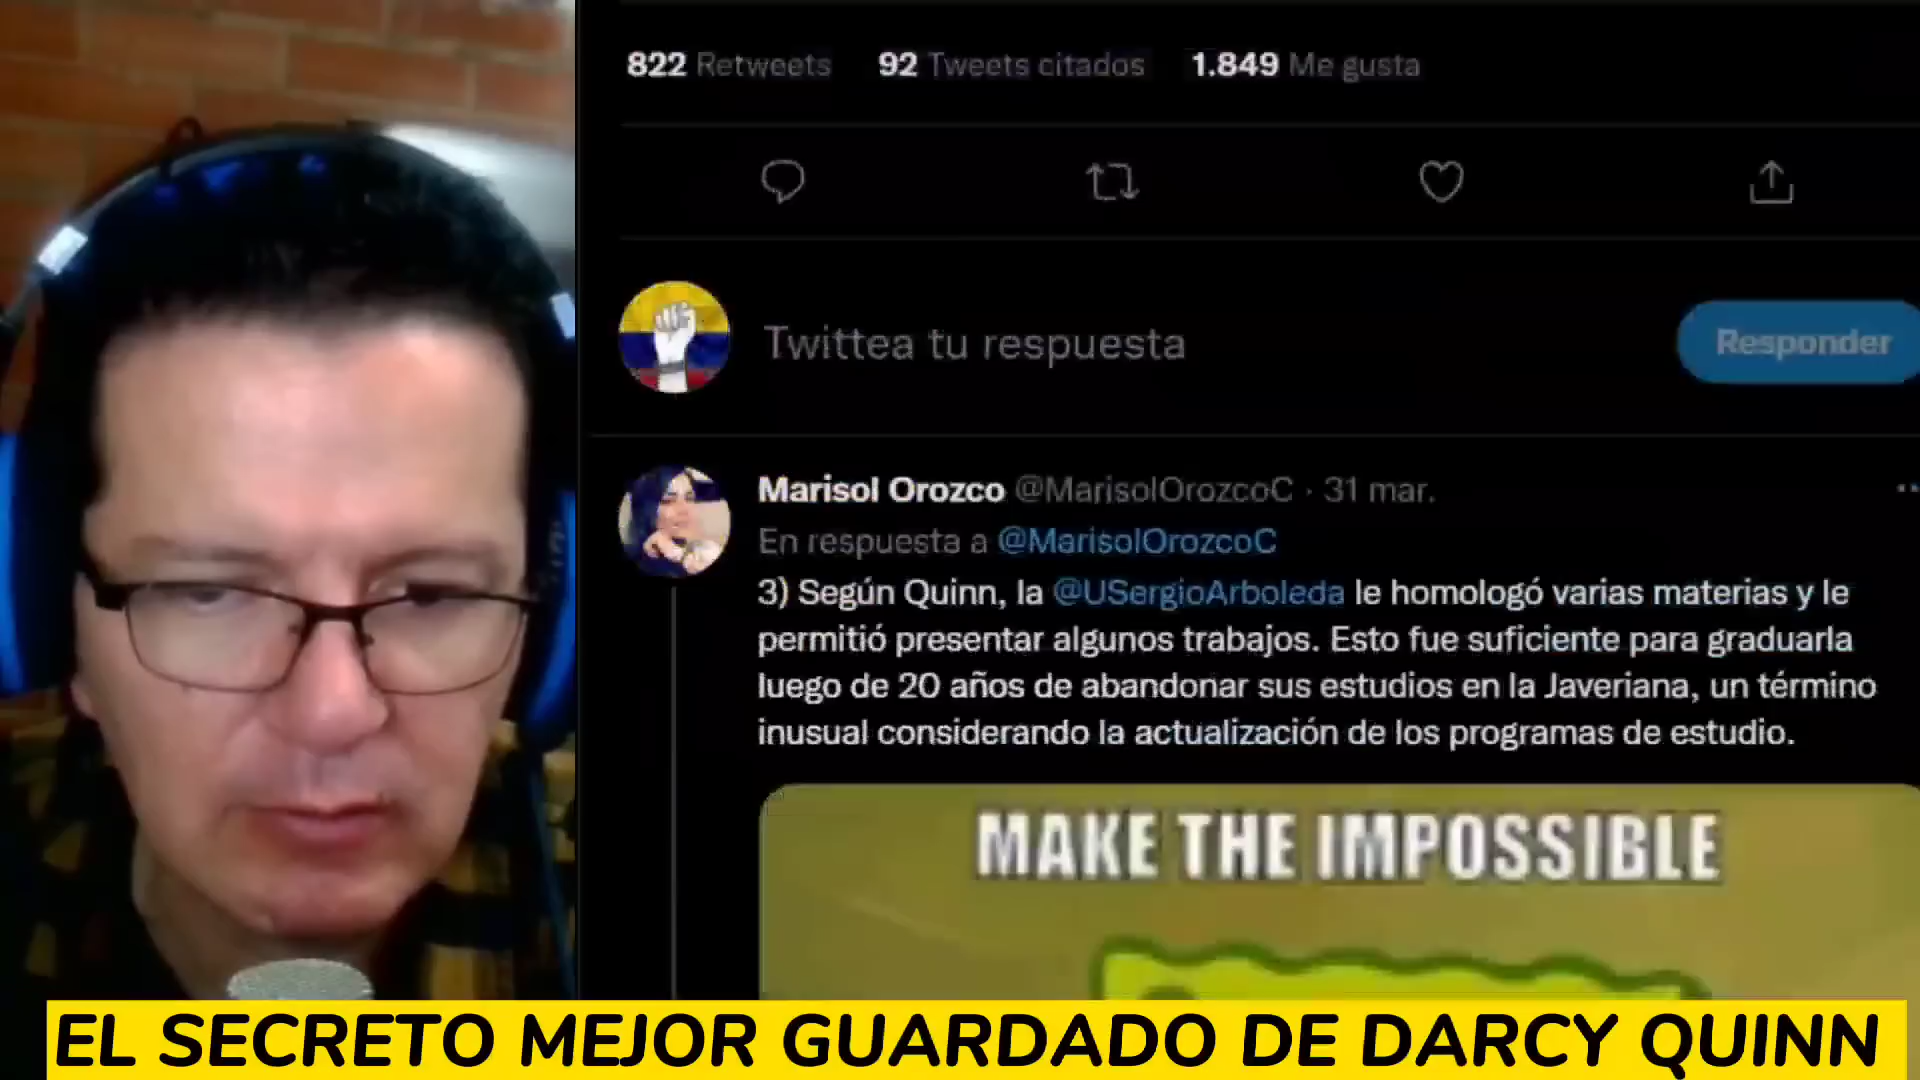 822 Retweets 92 Tweets citados 1.849 Me gusta
Twittea tu respuesta
Responder
Marisol Orozco @MarisolOrozcoC · 31 mar.
En respuesta a @MarisolOrozcoC
3) Según Quinn, la @USergioArboleda le homologó varias materias y le
permitió presentar algunos trabajos. Esto fue suficiente para graduarla
luego de 20 años de abandonar sus estudios en la Javeriana, un término
inusual considerando la actualización de los programas de estudio.
MAKE THE IMPOSSIBLE
EL SECRETO MEJOR GUARDADO DE DARCY QUINN